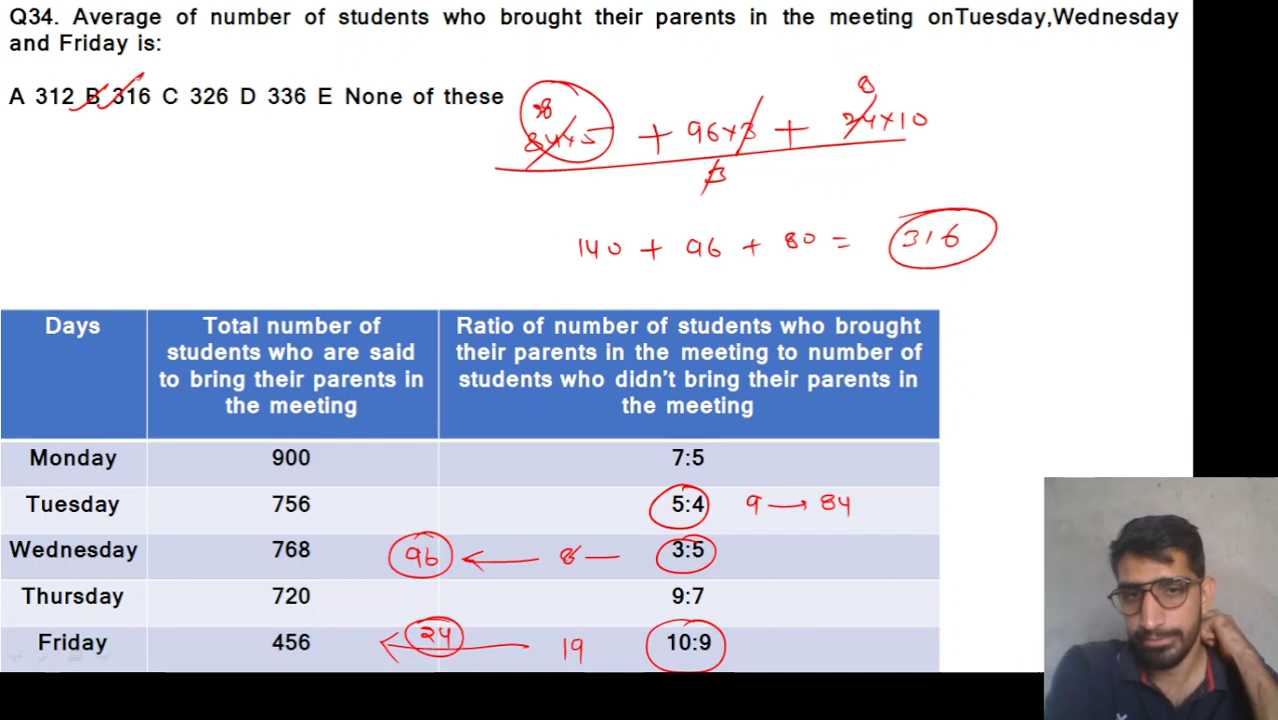 Q34. Average of number of students who brought their parents in the meeting onTuesday,Wednesday
and Friday is:
A 312 B 316 C 326 D 336 E None of these
28 8
84×5 + 96×3 + 24×10
3
140 + 96 + 80 = 316
Days Total number of students who are said to bring their parents in the meeting Ratio of number of students who brought their parents in the meeting to number of students who didn't bring their parents in the meeting
Monday 900 7:5
Tuesday 756 5:4 9 → 84
Wednesday 768 96 ← 8 — 3:5
Thursday 720 9:7
Friday 456 24 ← 19 10:9